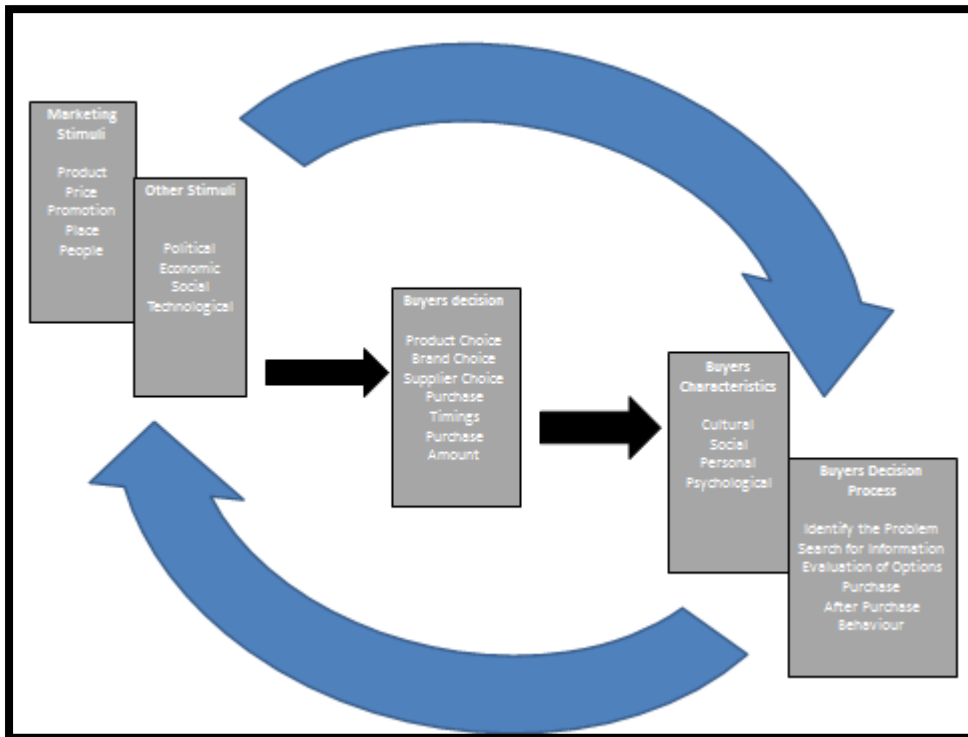 Marketing
Stimuli
Product
Price
Promotion
Place
People
Other Stimuli
Political
Economic
Social
Technological
Buyers decision
Product Choice
Brand Choice
Supplier Choice
Purchase
Timings
Purchase
Amount
Buyers
Characteristics
Cultural
Social
Personal
Psychological
Buyers Decision
Process
Identify the Problem
Search for Information
Evaluation of Options
Purchase
After Purchase
Behaviour